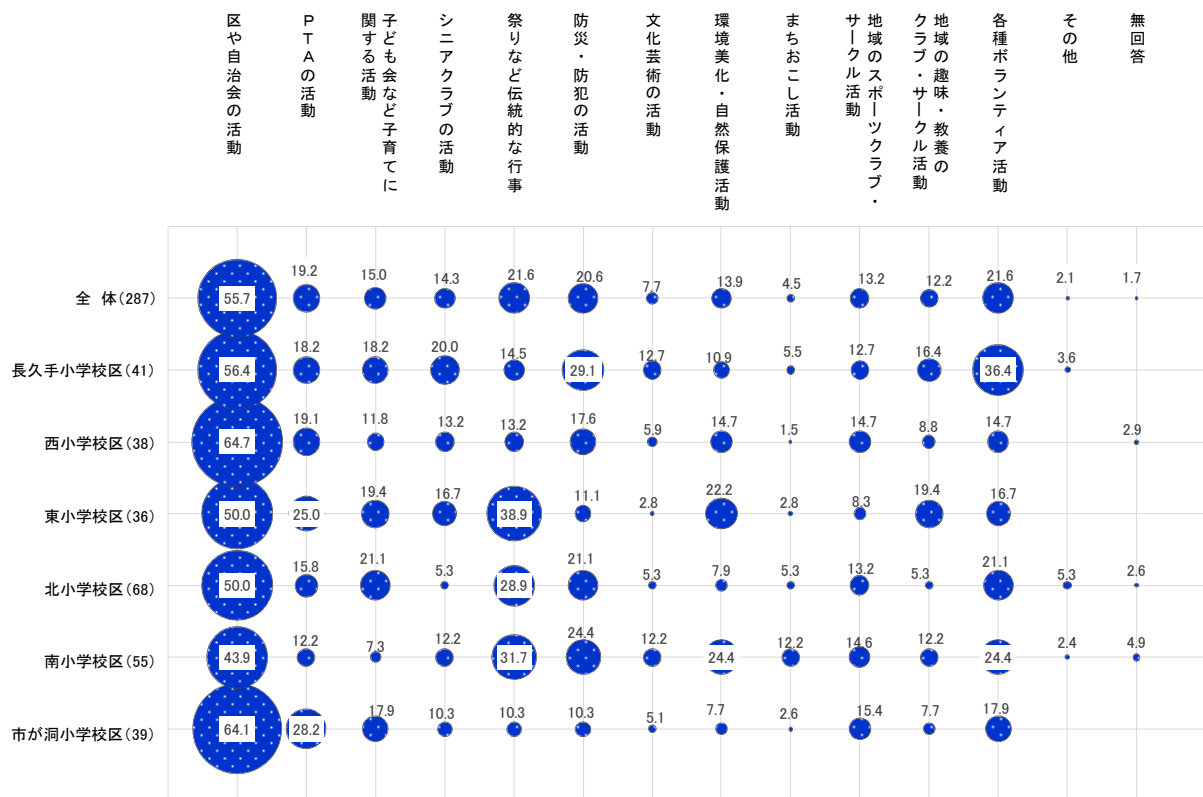 区や自治会の活動
ＰＴＡの活動
子ども会など子育てに
関する活動
シニアクラブの活動
祭りなど伝統的な行事
防災・防犯の活動
文化芸術の活動
環境美化・自然保護活動
まちおこし活動
地域のスポーツクラブ・
サークル活動
地域の趣味・教養の
クラブ・サークル活動
各種ボランティア活動
その他
無回答
全 体(287) 55.7 19.2 15.0 14.3 21.6 20.6 7.7 13.9 4.5 13.2 12.2 21.6 2.1 1.7
長久手小学校区(41) 56.4 18.2 18.2 20.0 14.5 29.1 12.7 10.9 5.5 12.7 16.4 36.4 3.6
西小学校区(38) 64.7 19.1 11.8 13.2 13.2 17.6 5.9 14.7 1.5 14.7 8.8 14.7 2.9
東小学校区(36) 50.0 25.0 19.4 16.7 38.9 11.1 2.8 22.2 2.8 8.3 19.4 16.7
北小学校区(68) 50.0 15.8 21.1 5.3 28.9 21.1 5.3 7.9 5.3 13.2 5.3 21.1 5.3 2.6
南小学校区(55) 43.9 12.2 7.3 12.2 31.7 24.4 12.2 24.4 12.2 14.6 12.2 24.4 2.4 4.9
市が洞小学校区(39) 64.1 28.2 17.9 10.3 10.3 10.3 5.1 7.7 2.6 15.4 7.7 17.9